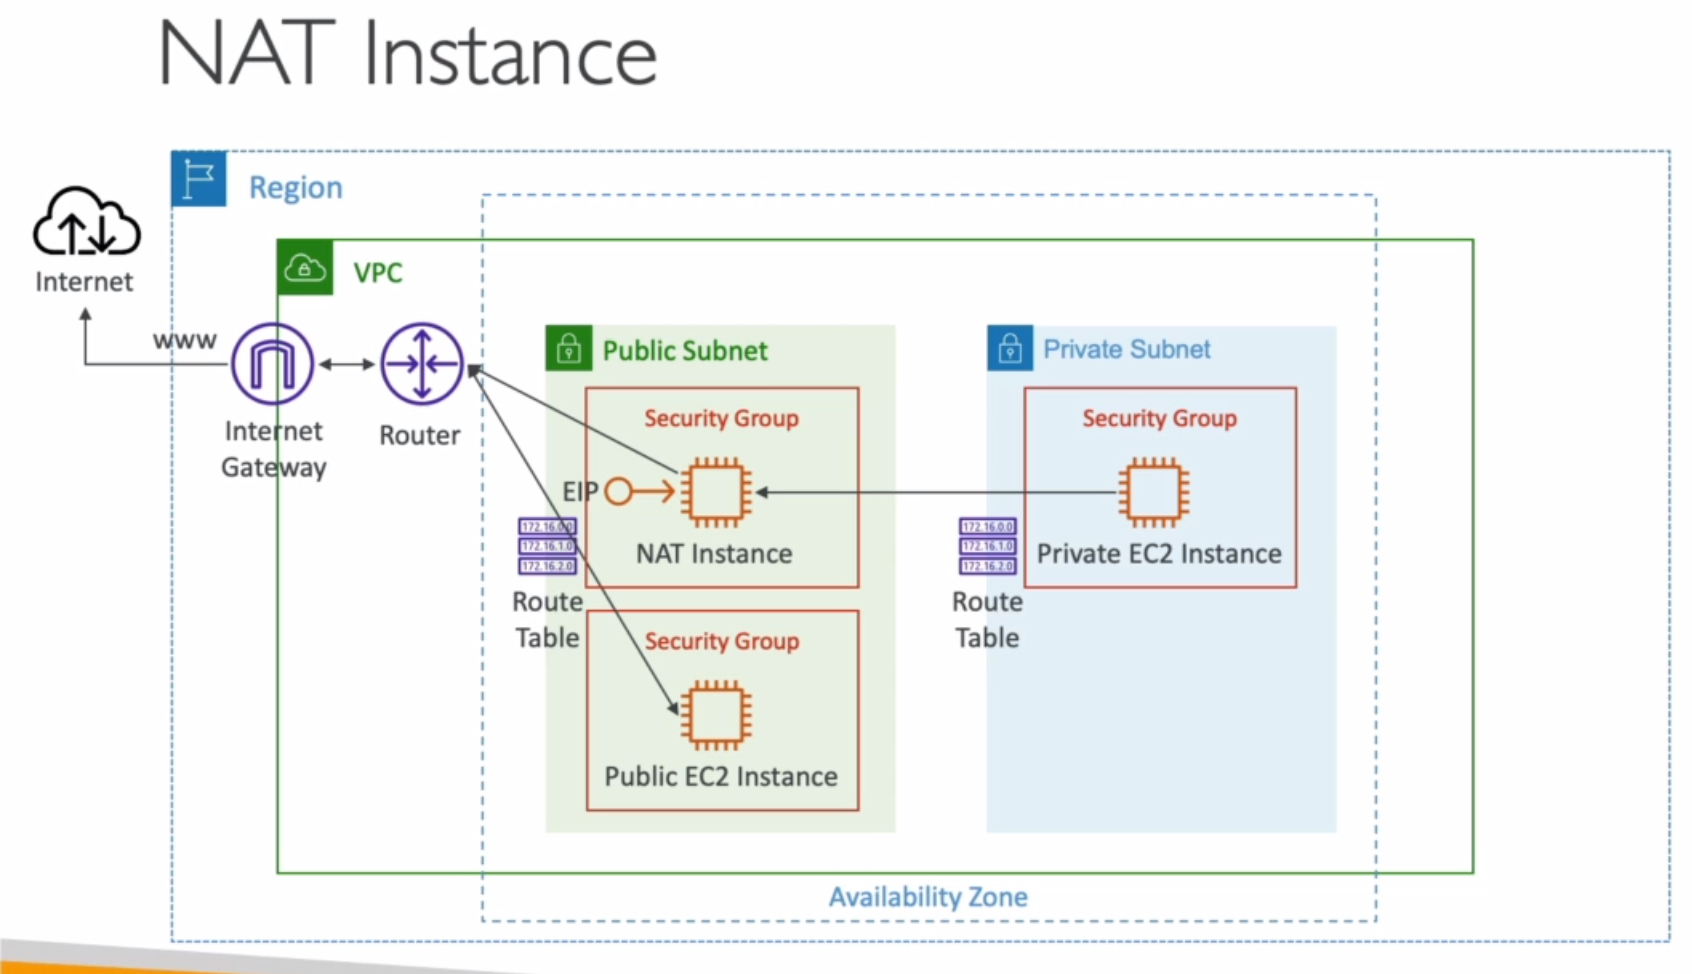 NAT Instance
Region
Internet
VPC
www
Internet
Gateway
Router
Public Subnet
Security Group
EIP
NAT Instance
172.16.0.0
172.16.1.0
172.16.2.0
Route
Table
Security Group
Public EC2 Instance
Private Subnet
Security Group
Private EC2 Instance
172.16.0.0
172.16.1.0
172.16.2.0
Route
Table
Availability Zone